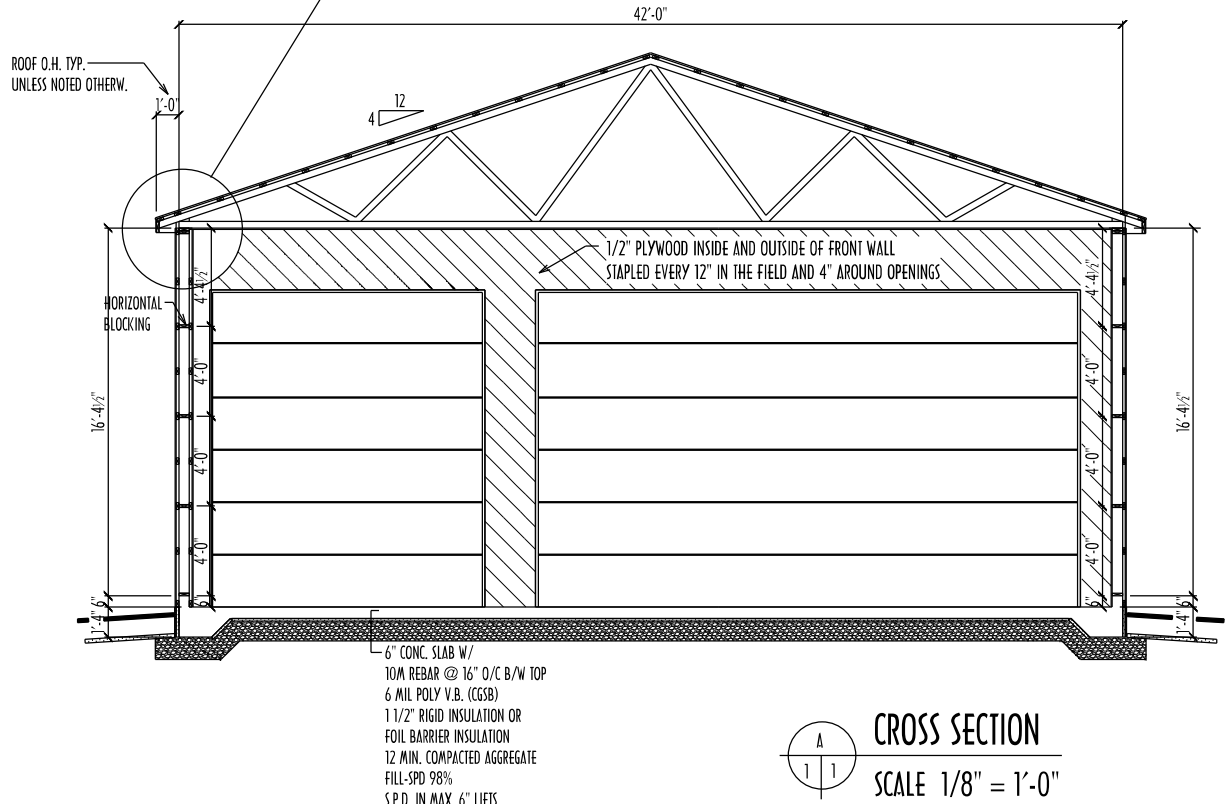 42'-0"
ROOF O.H. TYP.
UNLESS NOTED OTHERW.
1'-0"
12
4
1/2" PLYWOOD INSIDE AND OUTSIDE OF FRONT WALL
STAPLED EVERY 12" IN THE FIELD AND 4" AROUND OPENINGS
4'-4½"
4'-4½"
HORIZONTAL
BLOCKING
4'-0"
4'-0"
16'-4½"
16'-4½"
4'-0"
4'-0"
4'-0"
4'-0"
6"
6"
6"
6"
1'-4"
1'-4"
6" CONC. SLAB W/
10M REBAR @ 16" O/C B/W TOP
6 MIL POLY V.B. (CGSB)
1 1/2" RIGID INSULATION OR
FOIL BARRIER INSULATION
12 MIN. COMPACTED AGGREGATE
FILL-SPD 98%
S.P.D. IN MAX. 6" LIFTS
A
1 1
CROSS SECTION
SCALE 1/8" = 1'-0"